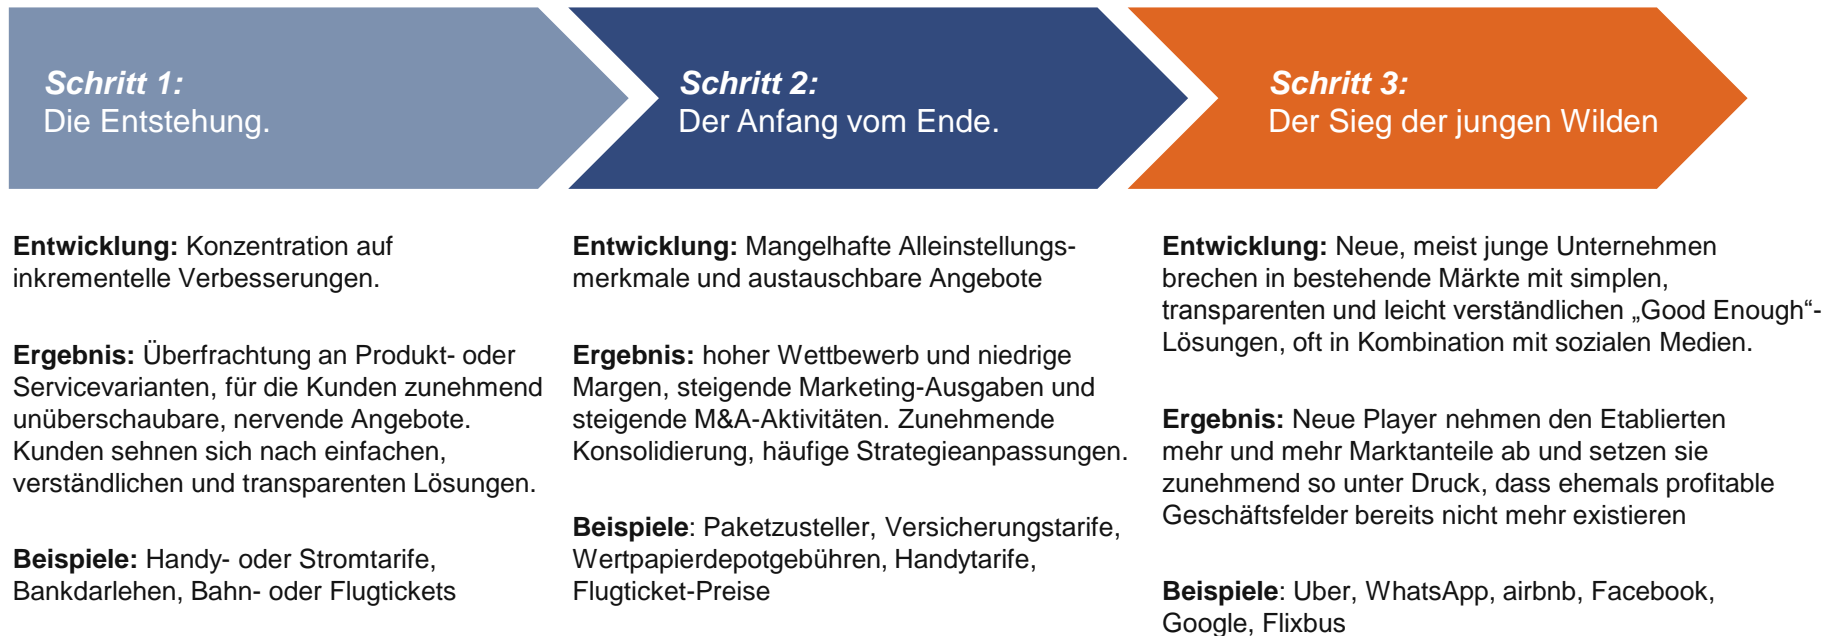 Schritt 1:
Die Entstehung.
Entwicklung: Konzentration auf
inkrementelle Verbesserungen.
Ergebnis: Überfrachtung an Produkt- oder
Servicevarianten, für die Kunden zunehmend
unüberschaubare, nervende Angebote.
Kunden sehnen sich nach einfachen,
verständlichen und transparenten Lösungen.
Beispiele: Handy- oder Stromtarife,
Bankdarlehen, Bahn- oder Flugtickets
Schritt 2:
Der Anfang vom Ende.
Entwicklung: Mangelhafte Alleinstellungs-
merkmale und austauschbare Angebote
Ergebnis: hoher Wettbewerb und niedrige
Margen, steigende Marketing-Ausgaben und
steigende M&A-Aktivitäten. Zunehmende
Konsolidierung, häufige Strategieanpassungen.
Beispiele: Paketzusteller, Versicherungstarife,
Wertpapierdepotgebühren, Handytarife,
Flugticket-Preise
Schritt 3:
Der Sieg der jungen Wilden
Entwicklung: Neue, meist junge Unternehmen
brechen in bestehende Märkte mit simplen,
transparenten und leicht verständlichen „Good Enough“-
Lösungen, oft in Kombination mit sozialen Medien.
Ergebnis: Neue Player nehmen den Etablierten
mehr und mehr Marktanteile ab und setzen sie
zunehmend so unter Druck, dass ehemals profitable
Geschäftsfelder bereits nicht mehr existieren
Beispiele: Uber, WhatsApp, airbnb, Facebook,
Google, Flixbus